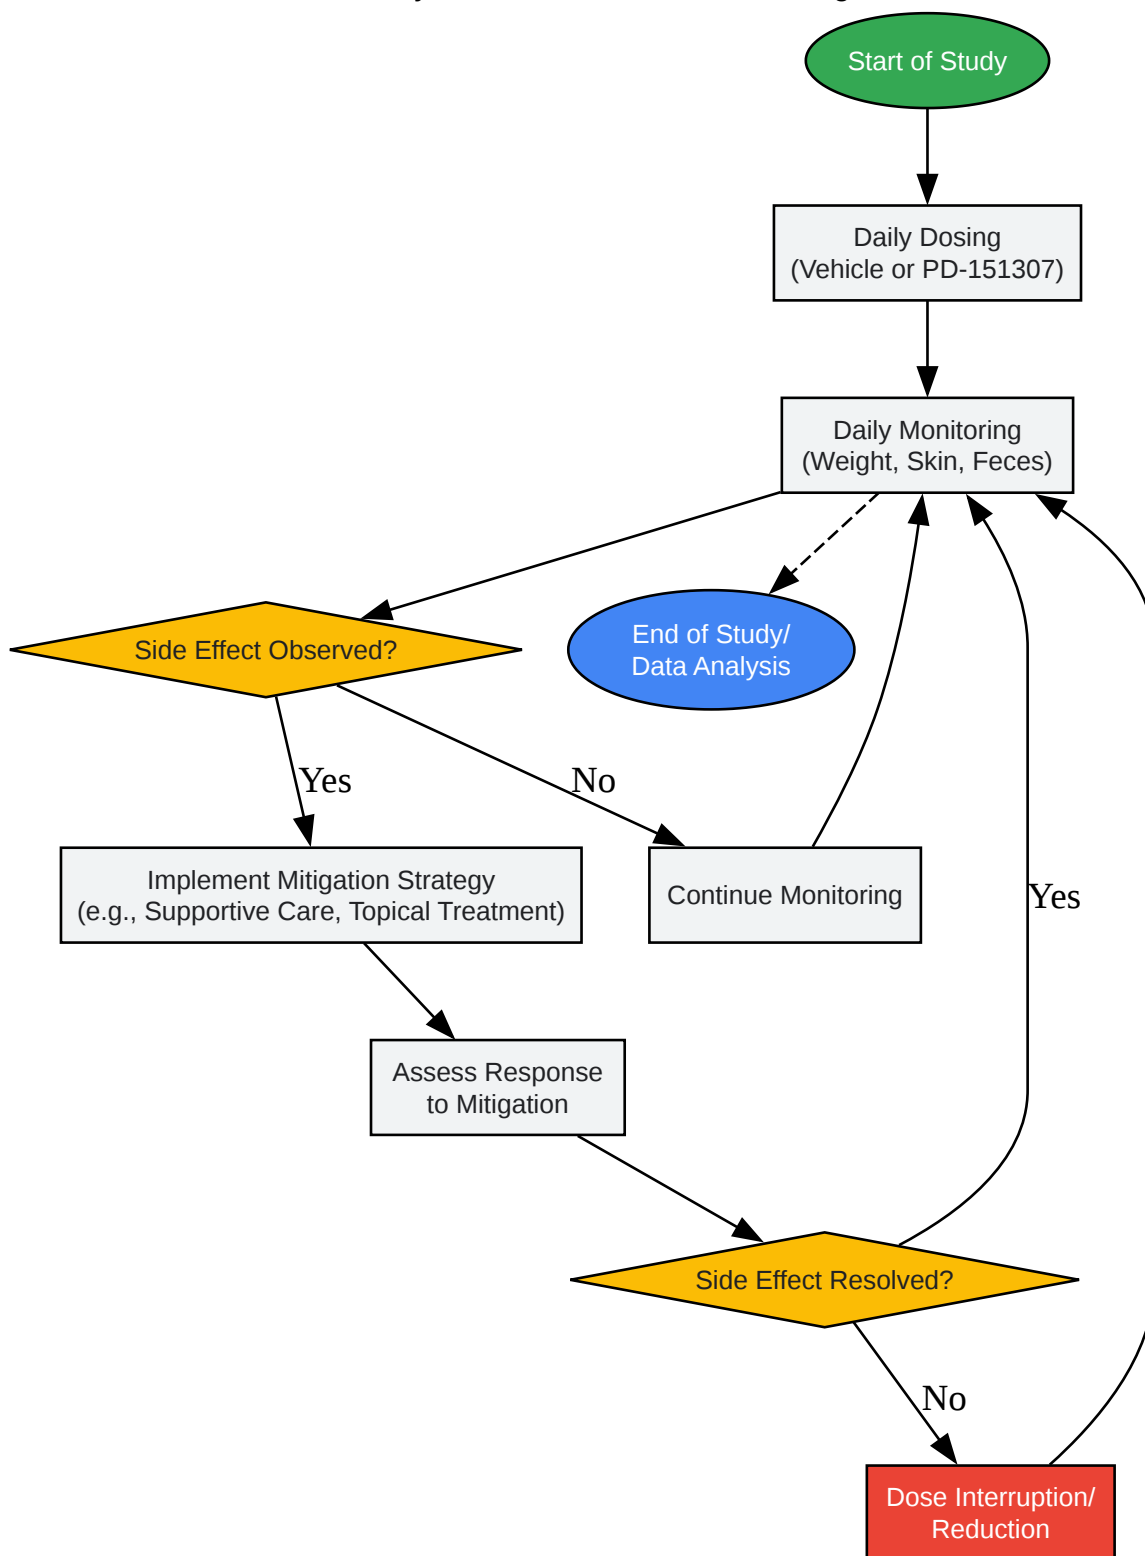 Start of Study
Daily Dosing
(Vehicle or PD-151307)
Daily Monitoring
(Weight, Skin, Feces)
Side Effect Observed?
End of Study/
Data Analysis
Yes
No
Implement Mitigation Strategy
(e.g., Supportive Care, Topical Treatment)
Continue Monitoring
Yes
Assess Response
to Mitigation
Side Effect Resolved?
No
Dose Interruption/
Reduction